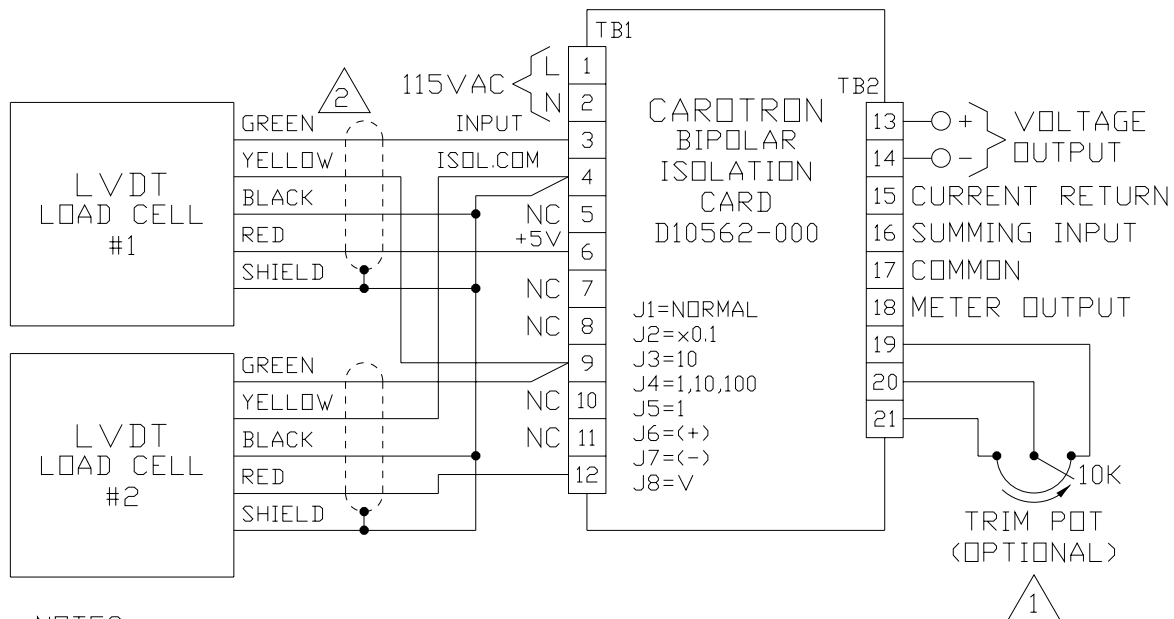 LVDT
LOAD CELL
#1
GREEN
YELLOW
BLACK
RED
SHIELD
2
LVDT
LOAD CELL
#2
GREEN
YELLOW
BLACK
RED
SHIELD
115VAC
L
N
INPUT
ISOL.COM
NC
+5V
NC
NC
NC
NC
TB1
1
2
3
4
5
6
7
8
9
10
11
12
CAROTRON
BIPOLAR
ISOLATION
CARD
D10562-000
J1=NORMAL
J2=x0.1
J3=10
J4=1,10,100
J5=1
J6=(+)
J7=(-)
J8=V
TB2
13
14
15
16
17
18
19
20
21
+
-
VOLTAGE
OUTPUT
CURRENT RETURN
SUMMING INPUT
COMMON
METER OUTPUT
10K
TRIM POT
(OPTIONAL)
1